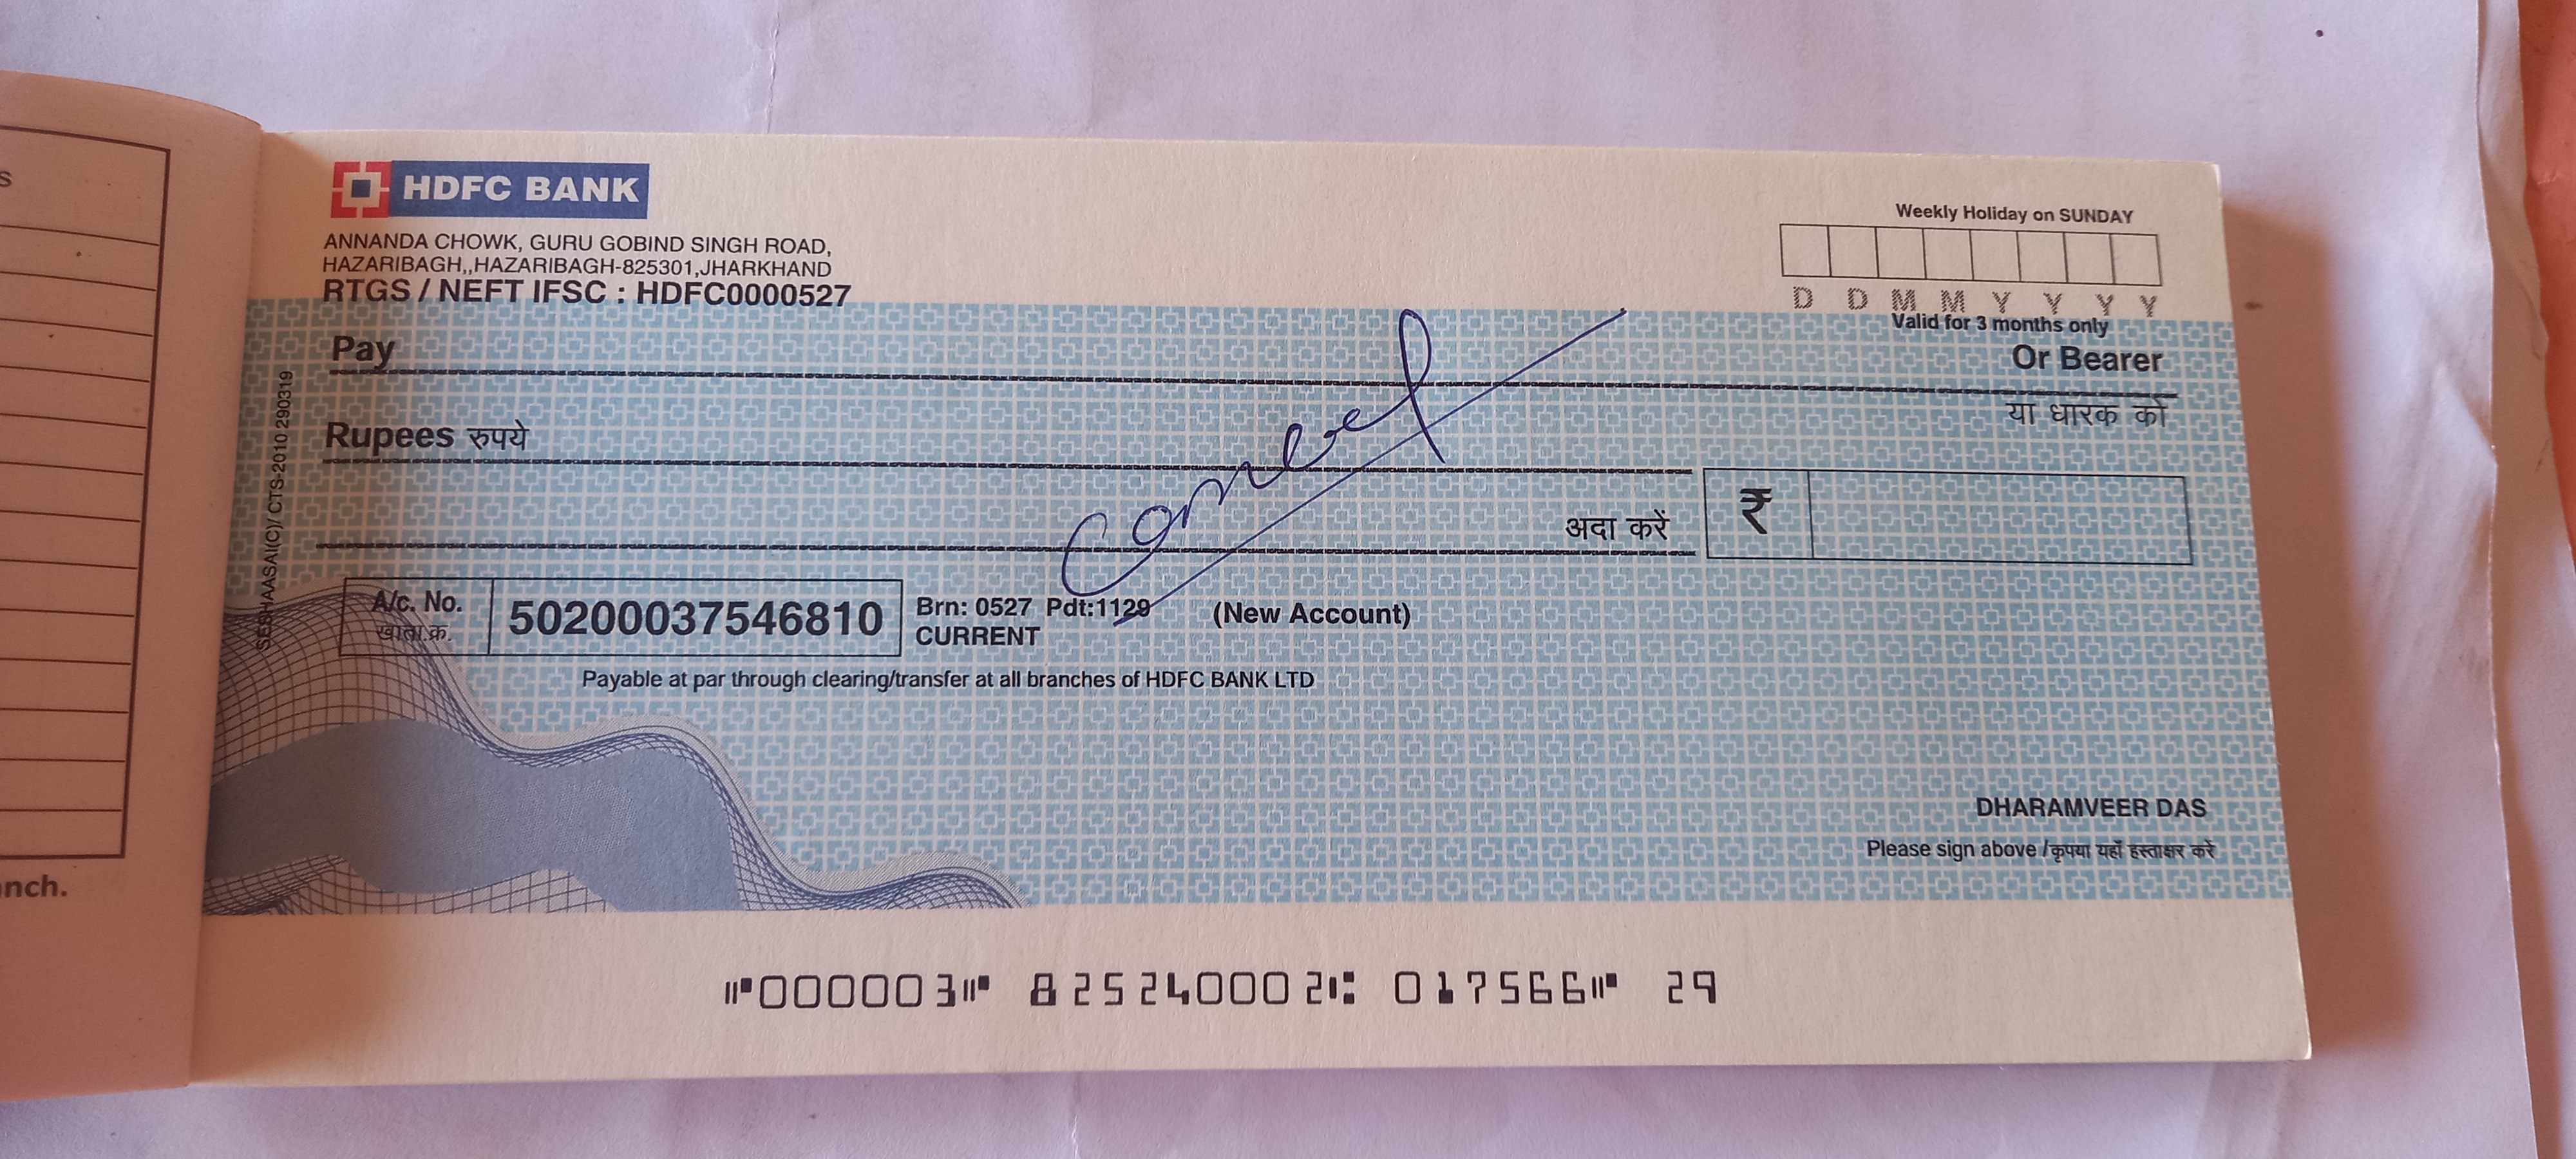 s
nch.
HDFC BANK
ANNANDA CHOWK, GURU GOBIND SINGH ROAD,
HAZARIBAGH,,HAZARIBAGH-825301,JHARKHAND
RTGS / NEFT IFSC : HDFC0000527
Weekly Holiday on SUNDAY
D D M M Y Y Y Y
Valid for 3 months only
Pay
Or Bearer
या धारक को
Rupees रुपये
अदा करें ₹
SESHAASAI(C)/ CTS-2010 290319
A/c. No. 50200037546810
खाता.क्र.
Brn: 0527 Pdt:1129 (New Account)
CURRENT
Payable at par through clearing/transfer at all branches of HDFC BANK LTD
DHARAMVEER DAS
Please sign above /कृपया यहाँ हस्ताक्षर करें
⑈000003⑈ 825240002⑆ 017566⑈ 29